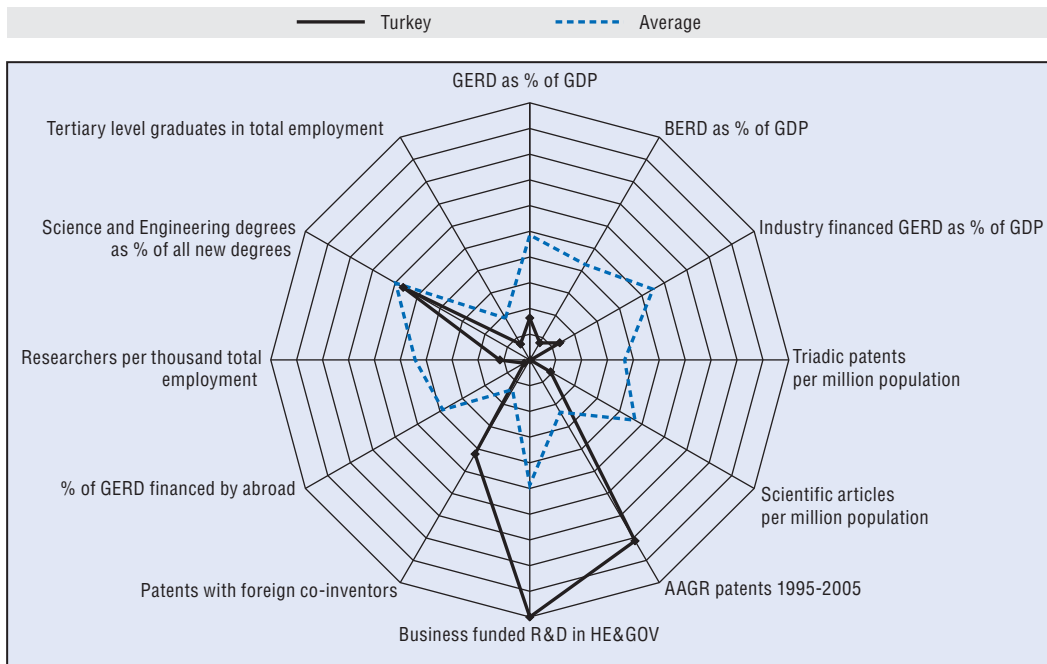 Turkey
Average
GERD as % of GDP
Tertiary level graduates in total employment
BERD as % of GDP
Science and Engineering degrees
as % of all new degrees
Industry financed GERD as % of GDP
Researchers per thousand total
employment
Triadic patents
per million population
% of GERD financed by abroad
Scientific articles
per million population
Patents with foreign co-inventors
AAGR patents 1995-2005
Business funded R&D in HE&GOV